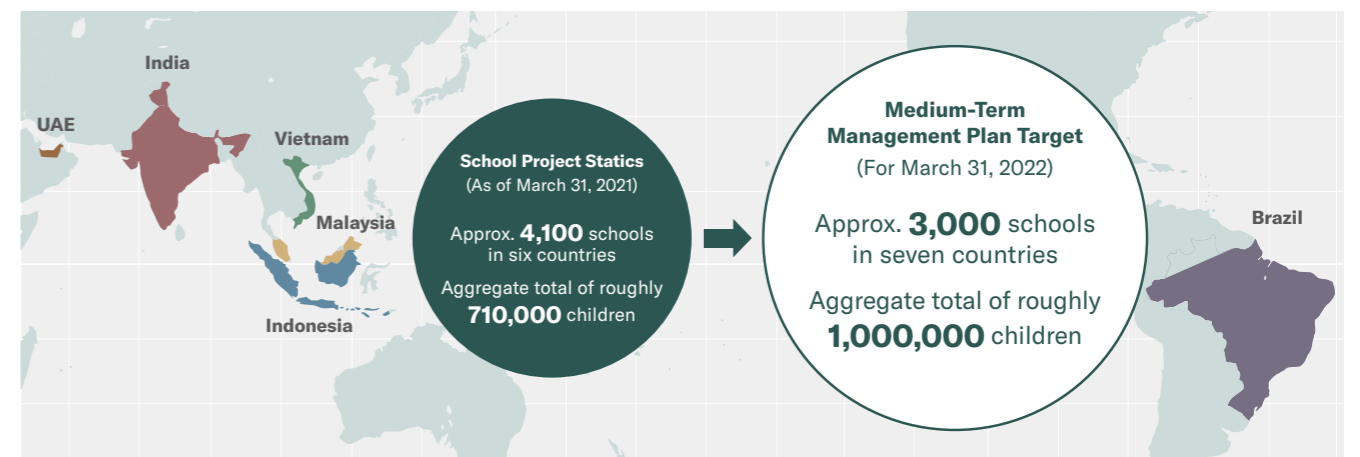 India
UAE
Vietnam
Malaysia
Indonesia
School Project Statics
(As of March 31, 2021)
Approx. 4,100 schools
in six countries
Aggregate total of roughly
710,000 children
Medium-Term
Management Plan Target
(For March 31, 2022)
Approx. 3,000 schools
in seven countries
Aggregate total of roughly
1,000,000 children
Brazil